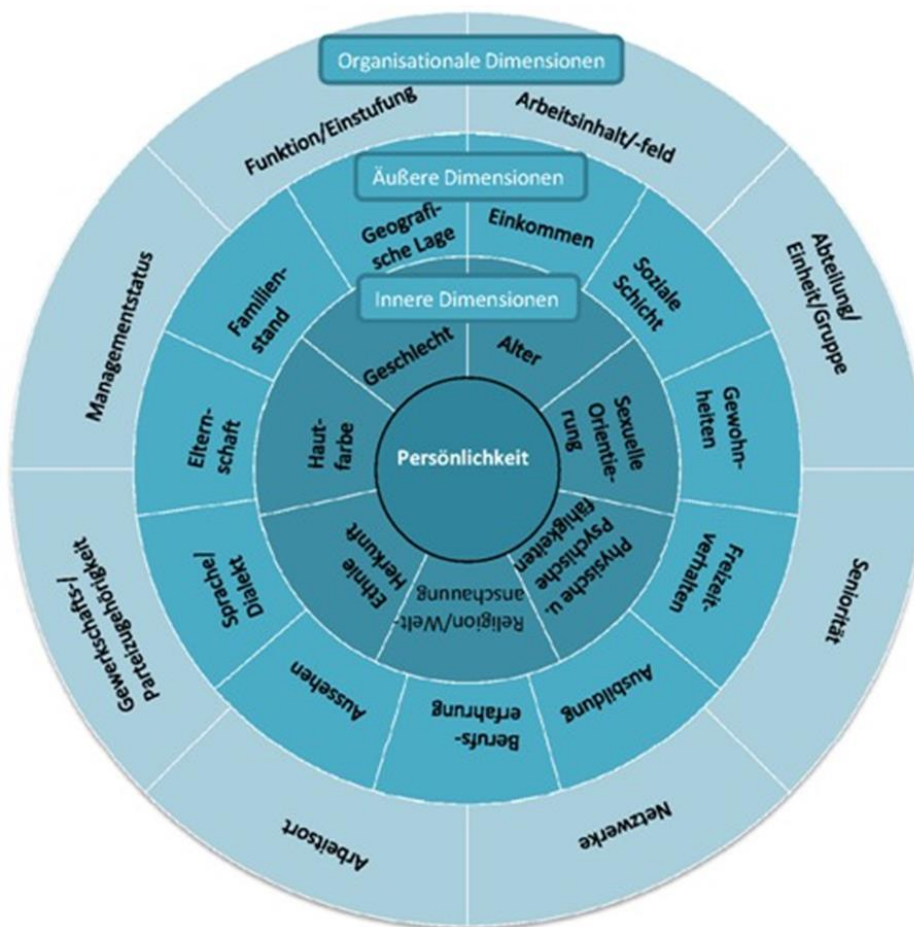 Organisationale Dimensionen
Funktion/Einstufung
Arbeitsinhalt/-feld
Abteilung/
Einheit/Gruppe
Seniorität
Netzwerke
Arbeitsort
Gewerkschafts-/
Parteizugehörigkeit
Managementstatus
Äußere Dimensionen
Geografi-
sche Lage
Einkommen
Soziale
Schicht
Gewohn-
heiten
Freizeit-
verhalten
Ausbildung
Berufs-
erfahrung
Aussehen
Sprache/
Dialekt
Eltern-
schaft
Familien-
stand
Innere Dimensionen
Geschlecht
Alter
Sexuelle
Orientie-
rung
Physische u.
Psychische
fähigkeiten
Religion/Welt-
anschauung
Ethnie
Herkunft
Haut-
farbe
Persönlichkeit